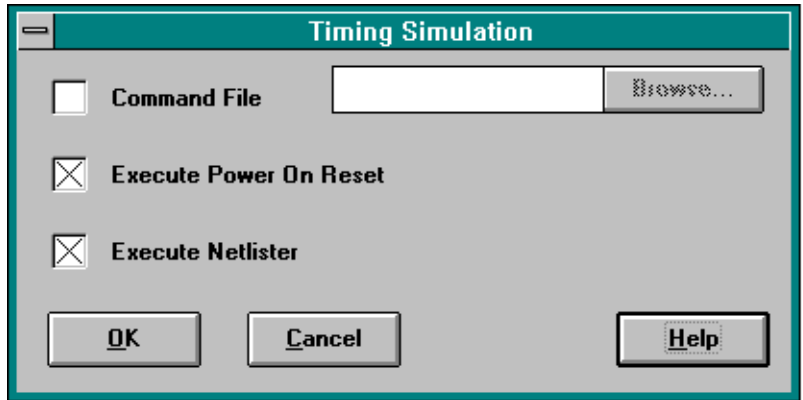 Timing Simulation
Command File
Browse...
Execute Power On Reset
Execute Netlister
OK
Cancel
Help